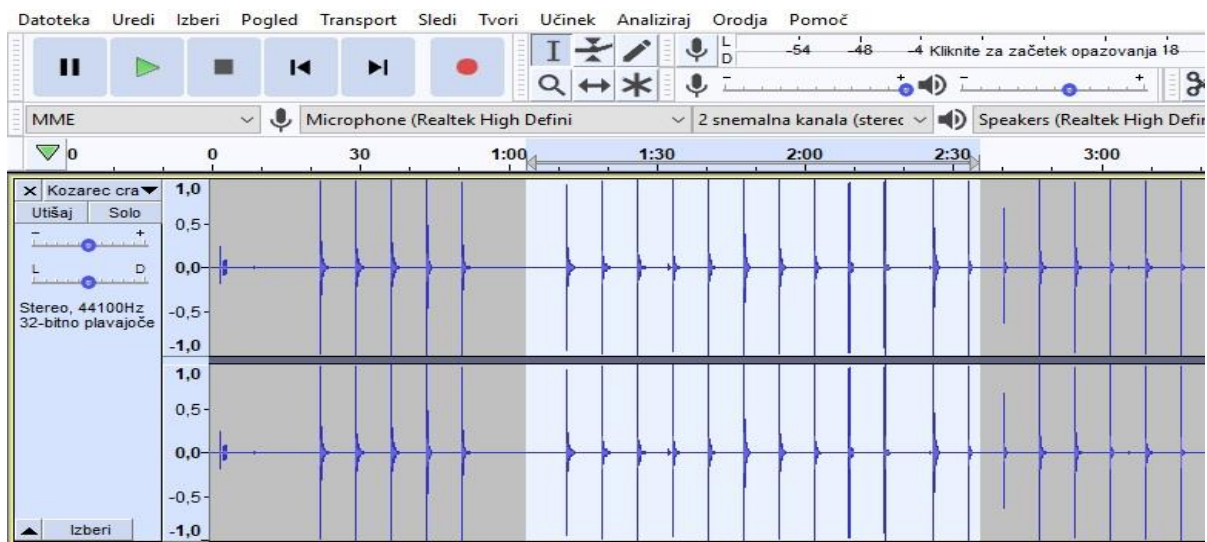 Datoteka Uredi Izberi Pogled Transport Sledi Tvori Učinek Analiziraj Orodja Pomoč
L
D
-54 -48 -4 Kliknite za začetek opazovanja 18
- + - +
MME Microphone (Realtek High Defini 2 snemalna kanala (sterec Speakers (Realtek High Defin
0 0 30 1:00 1:30 2:00 2:30 3:00
Kozarec cra
Utišaj Solo
- +
L D
Stereo, 44100Hz
32-bitno plavajoče
Izberi
1,0
0,5
0,0
-0,5
-1,0
1,0
0,5
0,0
-0,5
-1,0